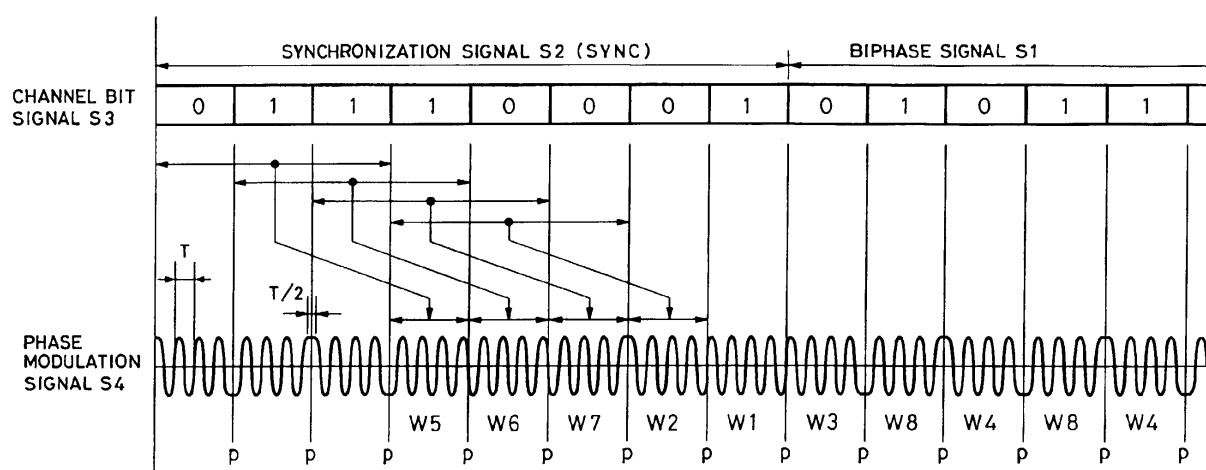 SYNCHRONIZATION SIGNAL S2 (SYNC) BIPHASE SIGNAL S1
CHANNEL BIT
SIGNAL S3
0 1 1 1 0 0 0 1 0 1 0 1 1
T
T/2
PHASE
MODULATION
SIGNAL S4
W5 W6 W7 W2 W1 W3 W8 W4 W8 W4
p p p p p p p p p p p p p